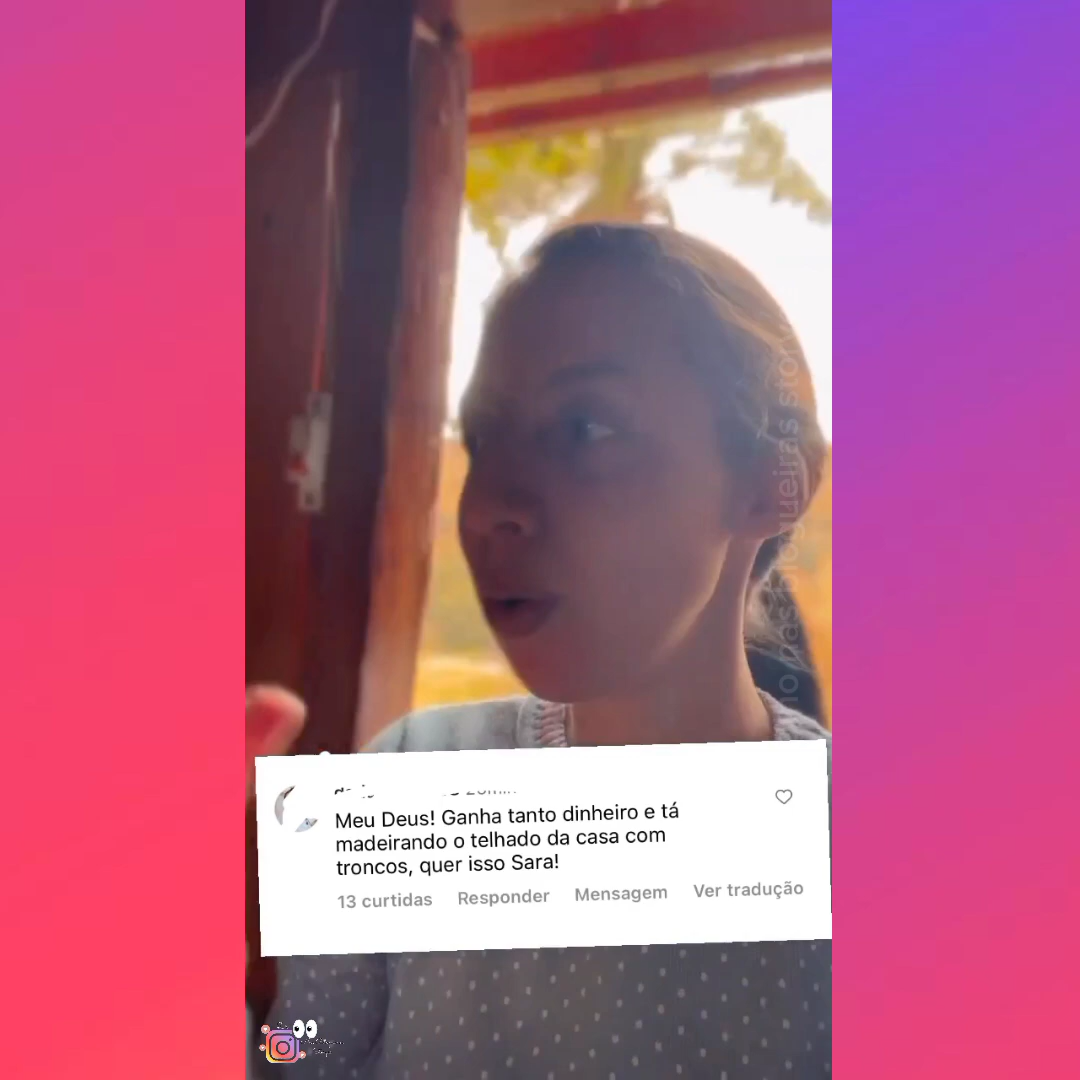 Meu Deus! Ganha tanto dinheiro e tá
madeirando o telhado da casa com
troncos, quer isso Sara!
13 curtidas Responder Mensagem Ver tradução